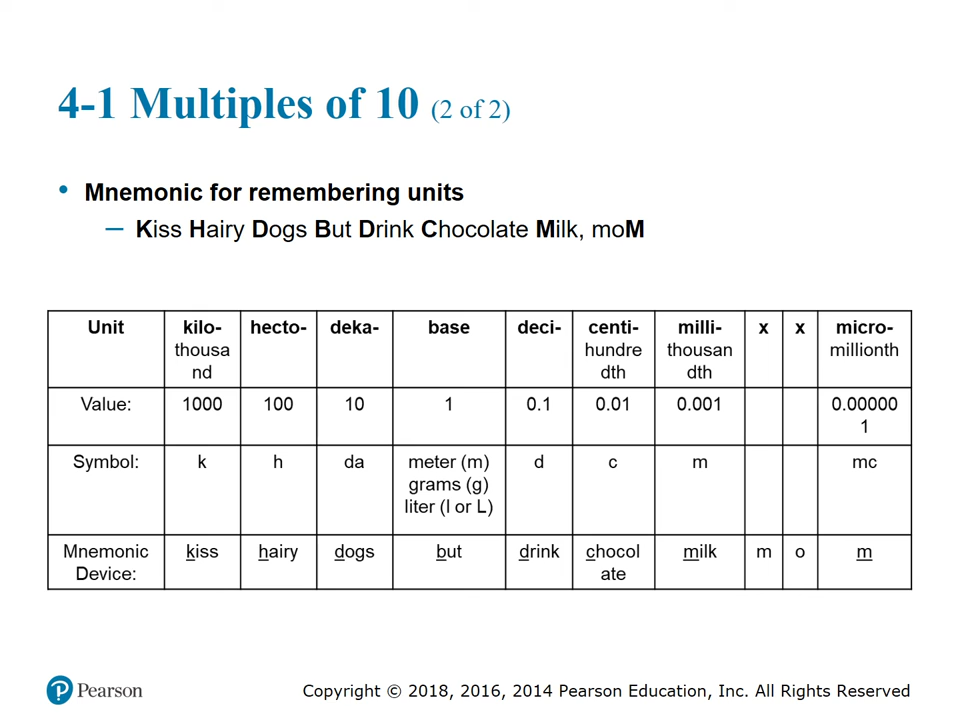 4-1 Multiples of 10 (2 of 2)
• Mnemonic for remembering units
– Kiss Hairy Dogs But Drink Chocolate Milk, moM
Unit kilo- hecto- deka- base deci- centi- milli- x x micro-
thousa hundre thousan millionth
nd dth dth
Value: 1000 100 10 1 0.1 0.01 0.001 0.00000
1
Symbol: k h da meter (m) d c m mc
grams (g)
liter (l or L)
Mnemonic kiss hairy dogs but drink chocol milk m o m
Device: ate
Pearson Copyright © 2018, 2016, 2014 Pearson Education, Inc. All Rights Reserved